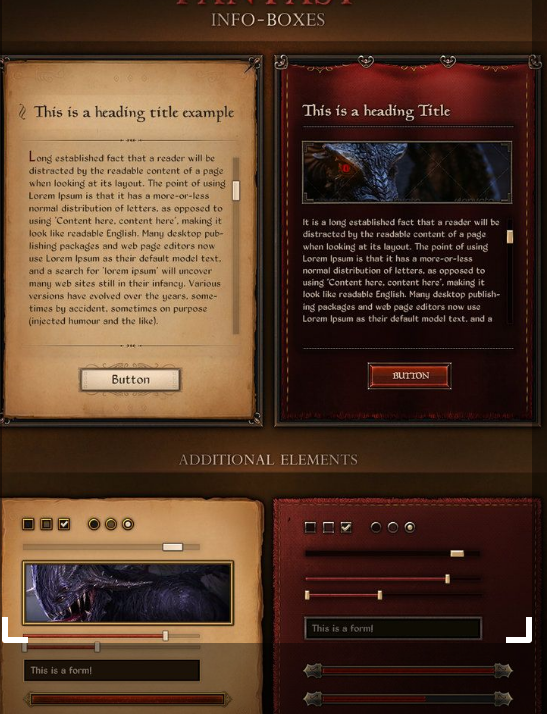 FANTASY
INFO-BOXES
This is a heading title example
Long established fact that a reader will be
distracted by the readable content of a page
when looking at its layout. The point of using
Lorem Ipsum is that it has a more-or-less
normal distribution of letters, as opposed to
using 'Content here, content here', making it
look like readable English. Many desktop pub-
lishing packages and web page editors now
use Lorem Ipsum as their default model text,
and a search for 'lorem ipsum' will uncover
many web sites still in their infancy. Various
versions have evolved over the years, some-
times by accident, sometimes on purpose
(injected humour and the like).
Button
This is a heading Title
It is a long established fact that a reader will be
distracted by the readable content of a page
when looking at its layout. The point of using
Lorem Ipsum is that it has a more-or-less
normal distribution of letters, as opposed to
using 'Content here, content here', making it
look like readable English. Many desktop publish-
ing packages and web page editors now use
Lorem Ipsum as their default model text, and a
BUTTON
ADDITIONAL ELEMENTS
This is a form|
This is a form|